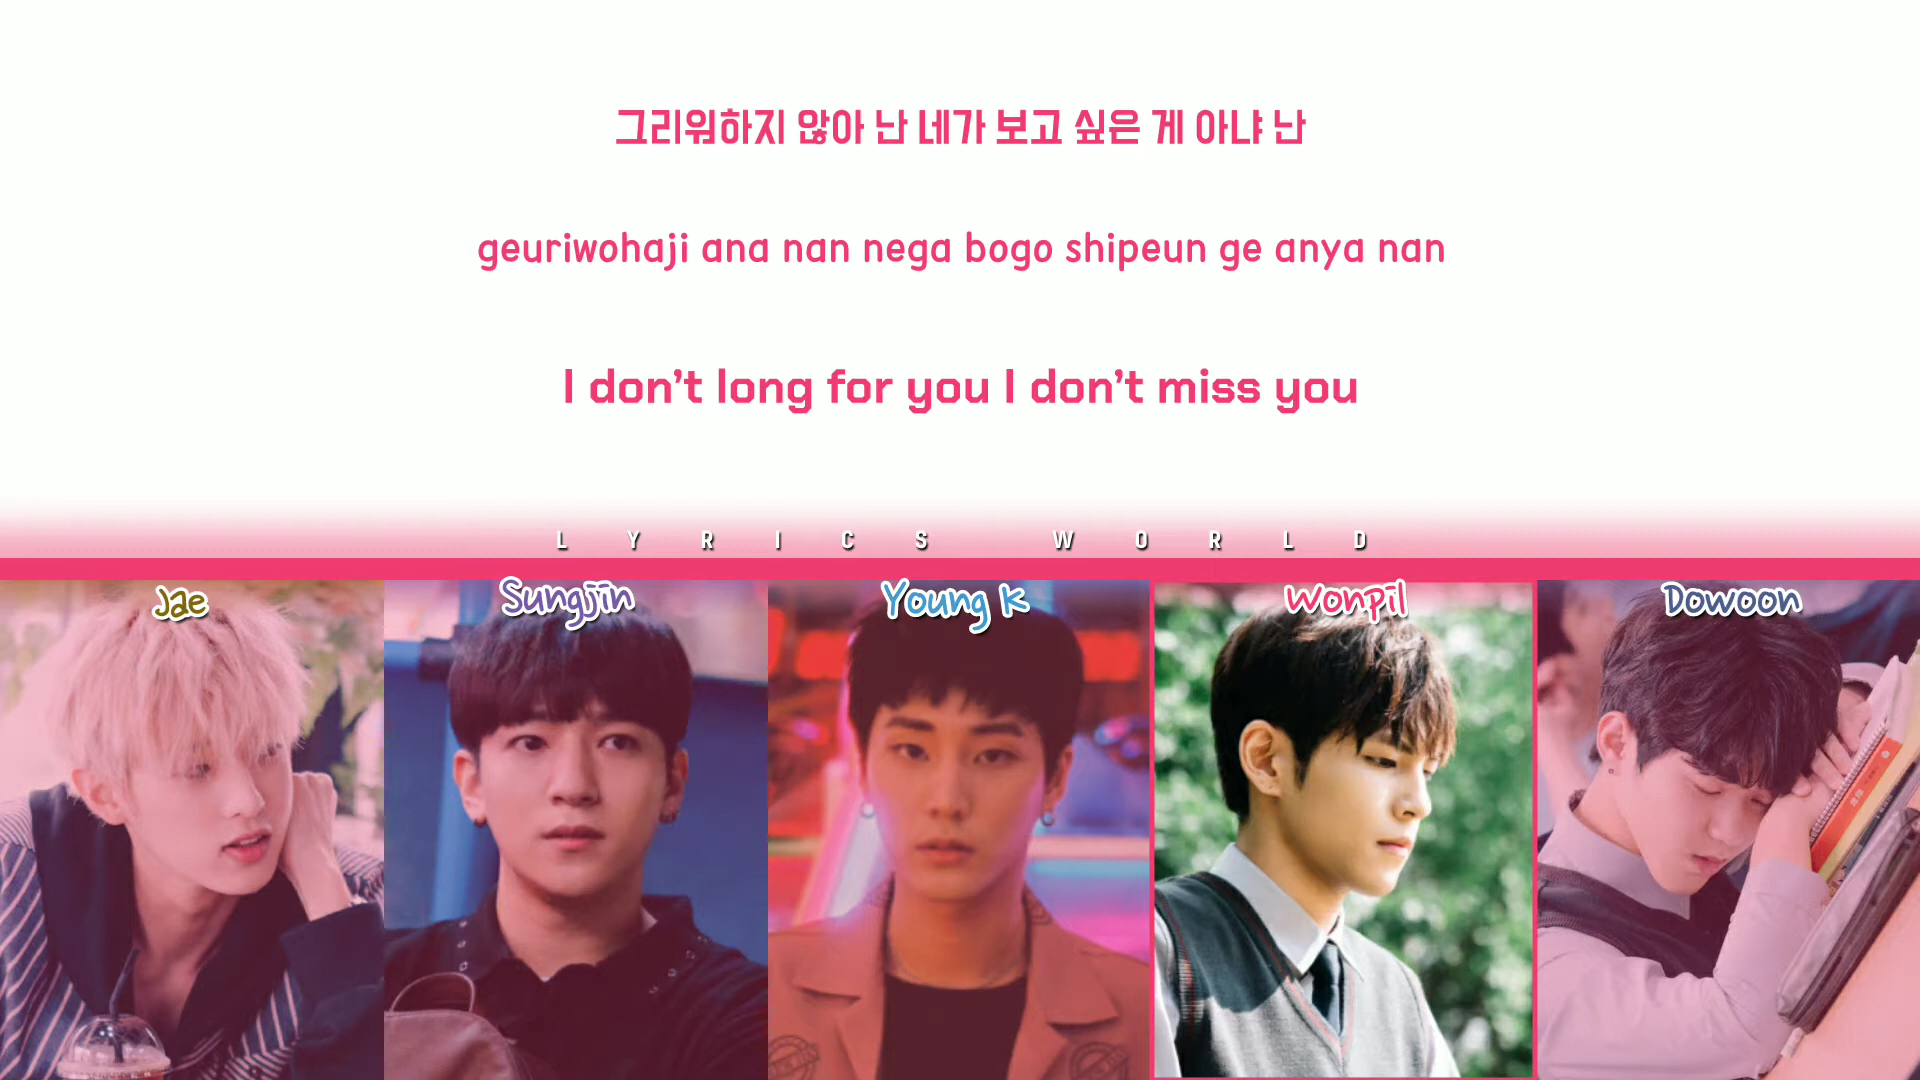 그리워하지 않아 난 네가 보고 싶은 게 아냐 난
geuriwohaji ana nan nega bogo shipeun ge anya nan
I don't long for you I don't miss you
LYRICS WORLD
Jae
Sungjin
Young K
Wonpil
Dowoon